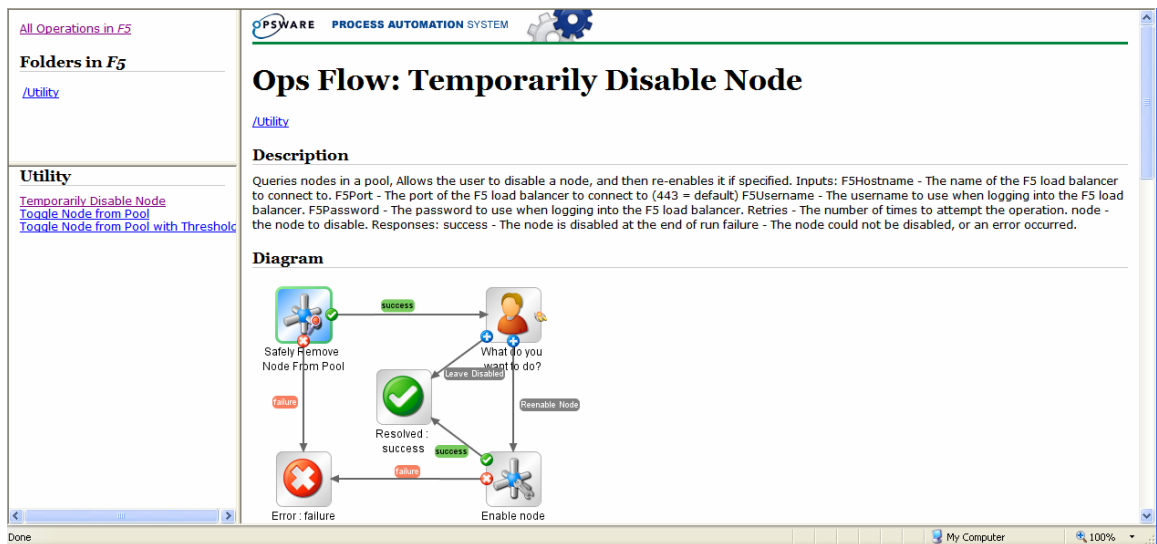 All Operations in F5
Folders in F5
/Utility
Utility
Temporarily Disable Node
Toggle Node from Pool
Toggle Node from Pool with Threshold
OPSWARE PROCESS AUTOMATION SYSTEM
Ops Flow: Temporarily Disable Node
/Utility
Description
Queries nodes in a pool, Allows the user to disable a node, and then re-enables it if specified. Inputs: F5Hostname - The name of the F5 load balancer
to connect to. F5Port - The port of the F5 load balancer to connect to (443 = default) F5Username - The username to use when logging into the F5 load
balancer. F5Password - The password to use when logging into the F5 load balancer. Retries - The number of times to attempt the operation. node -
the node to disable. Responses: success - The node is disabled at the end of run failure - The node could not be disabled, or an error occurred.
Diagram
success
Safely Remove
Node From Pool
What do you
want to do?
Leave Disabled
failure
Reenable Node
Resolved :
success
success
failure
Error : failure
Enable node
Done
My Computer
100%